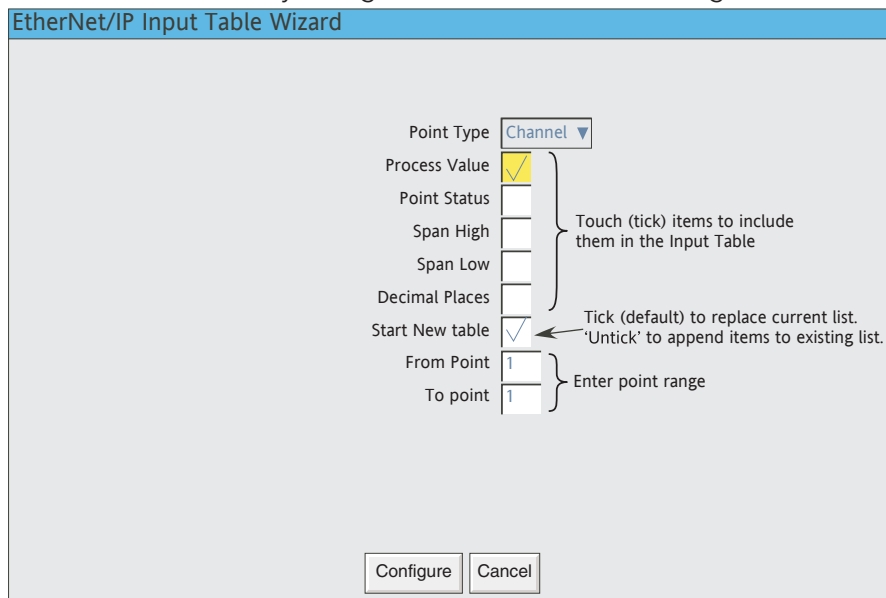 EtherNet/IP Input Table Wizard
Point Type Channel
Process Value
Point Status
Span High
Span Low
Decimal Places
Touch (tick) items to include
them in the Input Table
Start New table
Tick (default) to replace current list.
'Untick' to append items to existing list.
From Point 1
To point 1
Enter point range
Configure Cancel